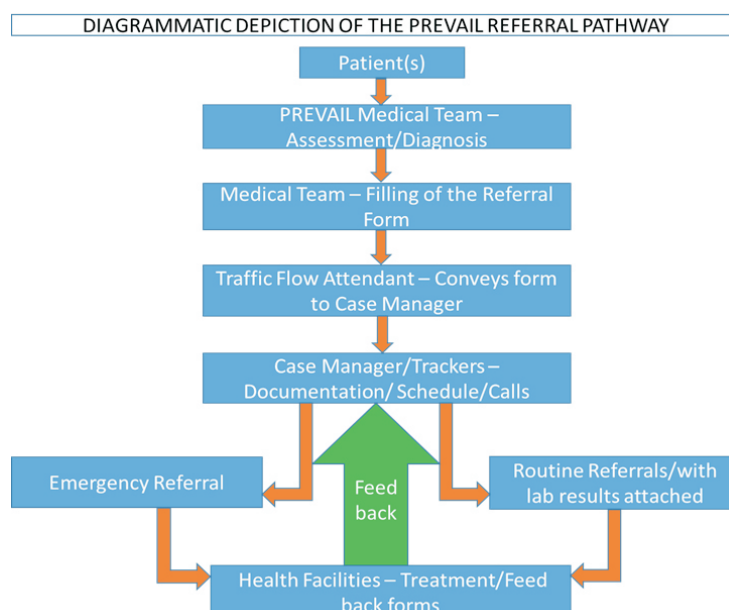 DIAGRAMMATIC DEPICTION OF THE PREVAIL REFERRAL PATHWAY
Patient(s)
PREVAIL Medical Team –
Assessment/Diagnosis
Medical Team – Filling of the Referral
Form
Traffic Flow Attendant – Conveys form
to Case Manager
Case Manager/Trackers –
Documentation/ Schedule/Calls
Emergency Referral
Feed
back
Routine Referrals/with
lab results attached
Health Facilities – Treatment/Feed
back forms